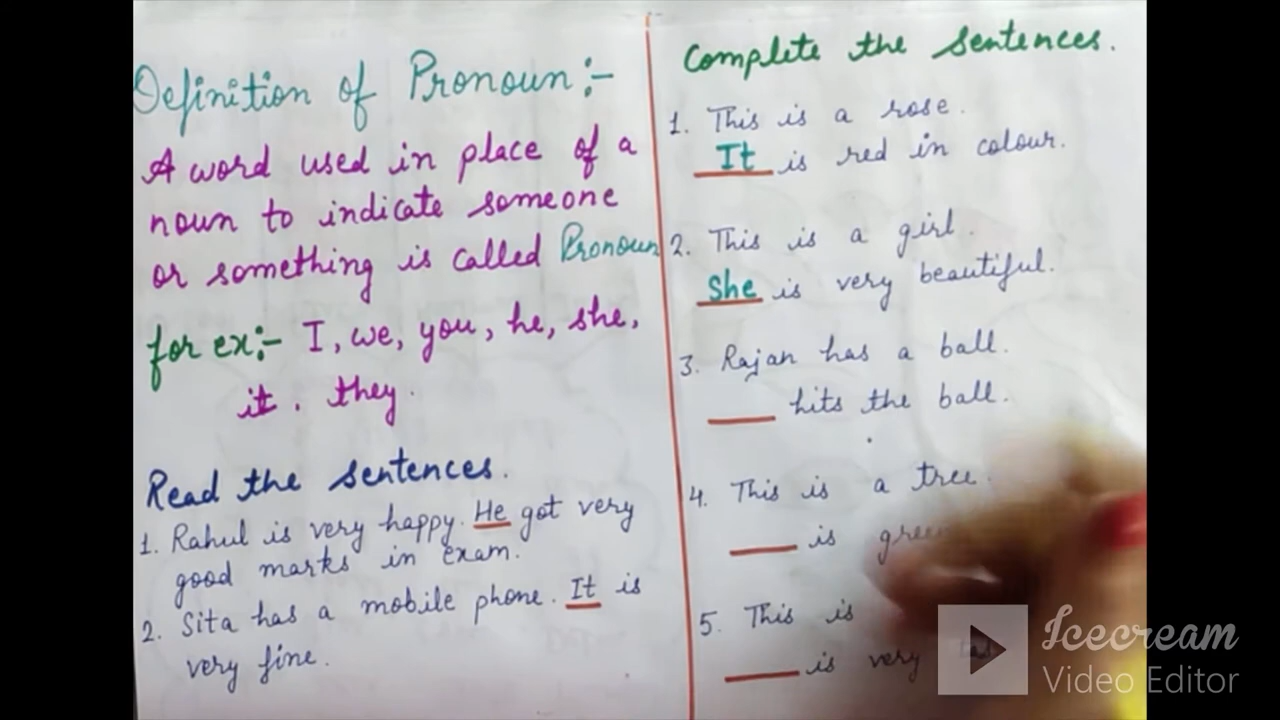 Definition of Pronoun:-
A word used in place of a
noun to indicate someone
or something is called Pronoun
for ex:- I, we, you, he, she,
it, they.
Read the sentences.
1. Rahul is very happy. He got very
good marks in exam.
2. Sita has a mobile phone. It is
very fine.
Complete the sentences.
1. This is a rose.
It is red in colour.
2. This is a girl.
She is very beautiful.
3. Rajan has a ball.
____ hits the ball.
4. This is a tree.
____ is
5. This is
____ is very
Icecream
Video Editor